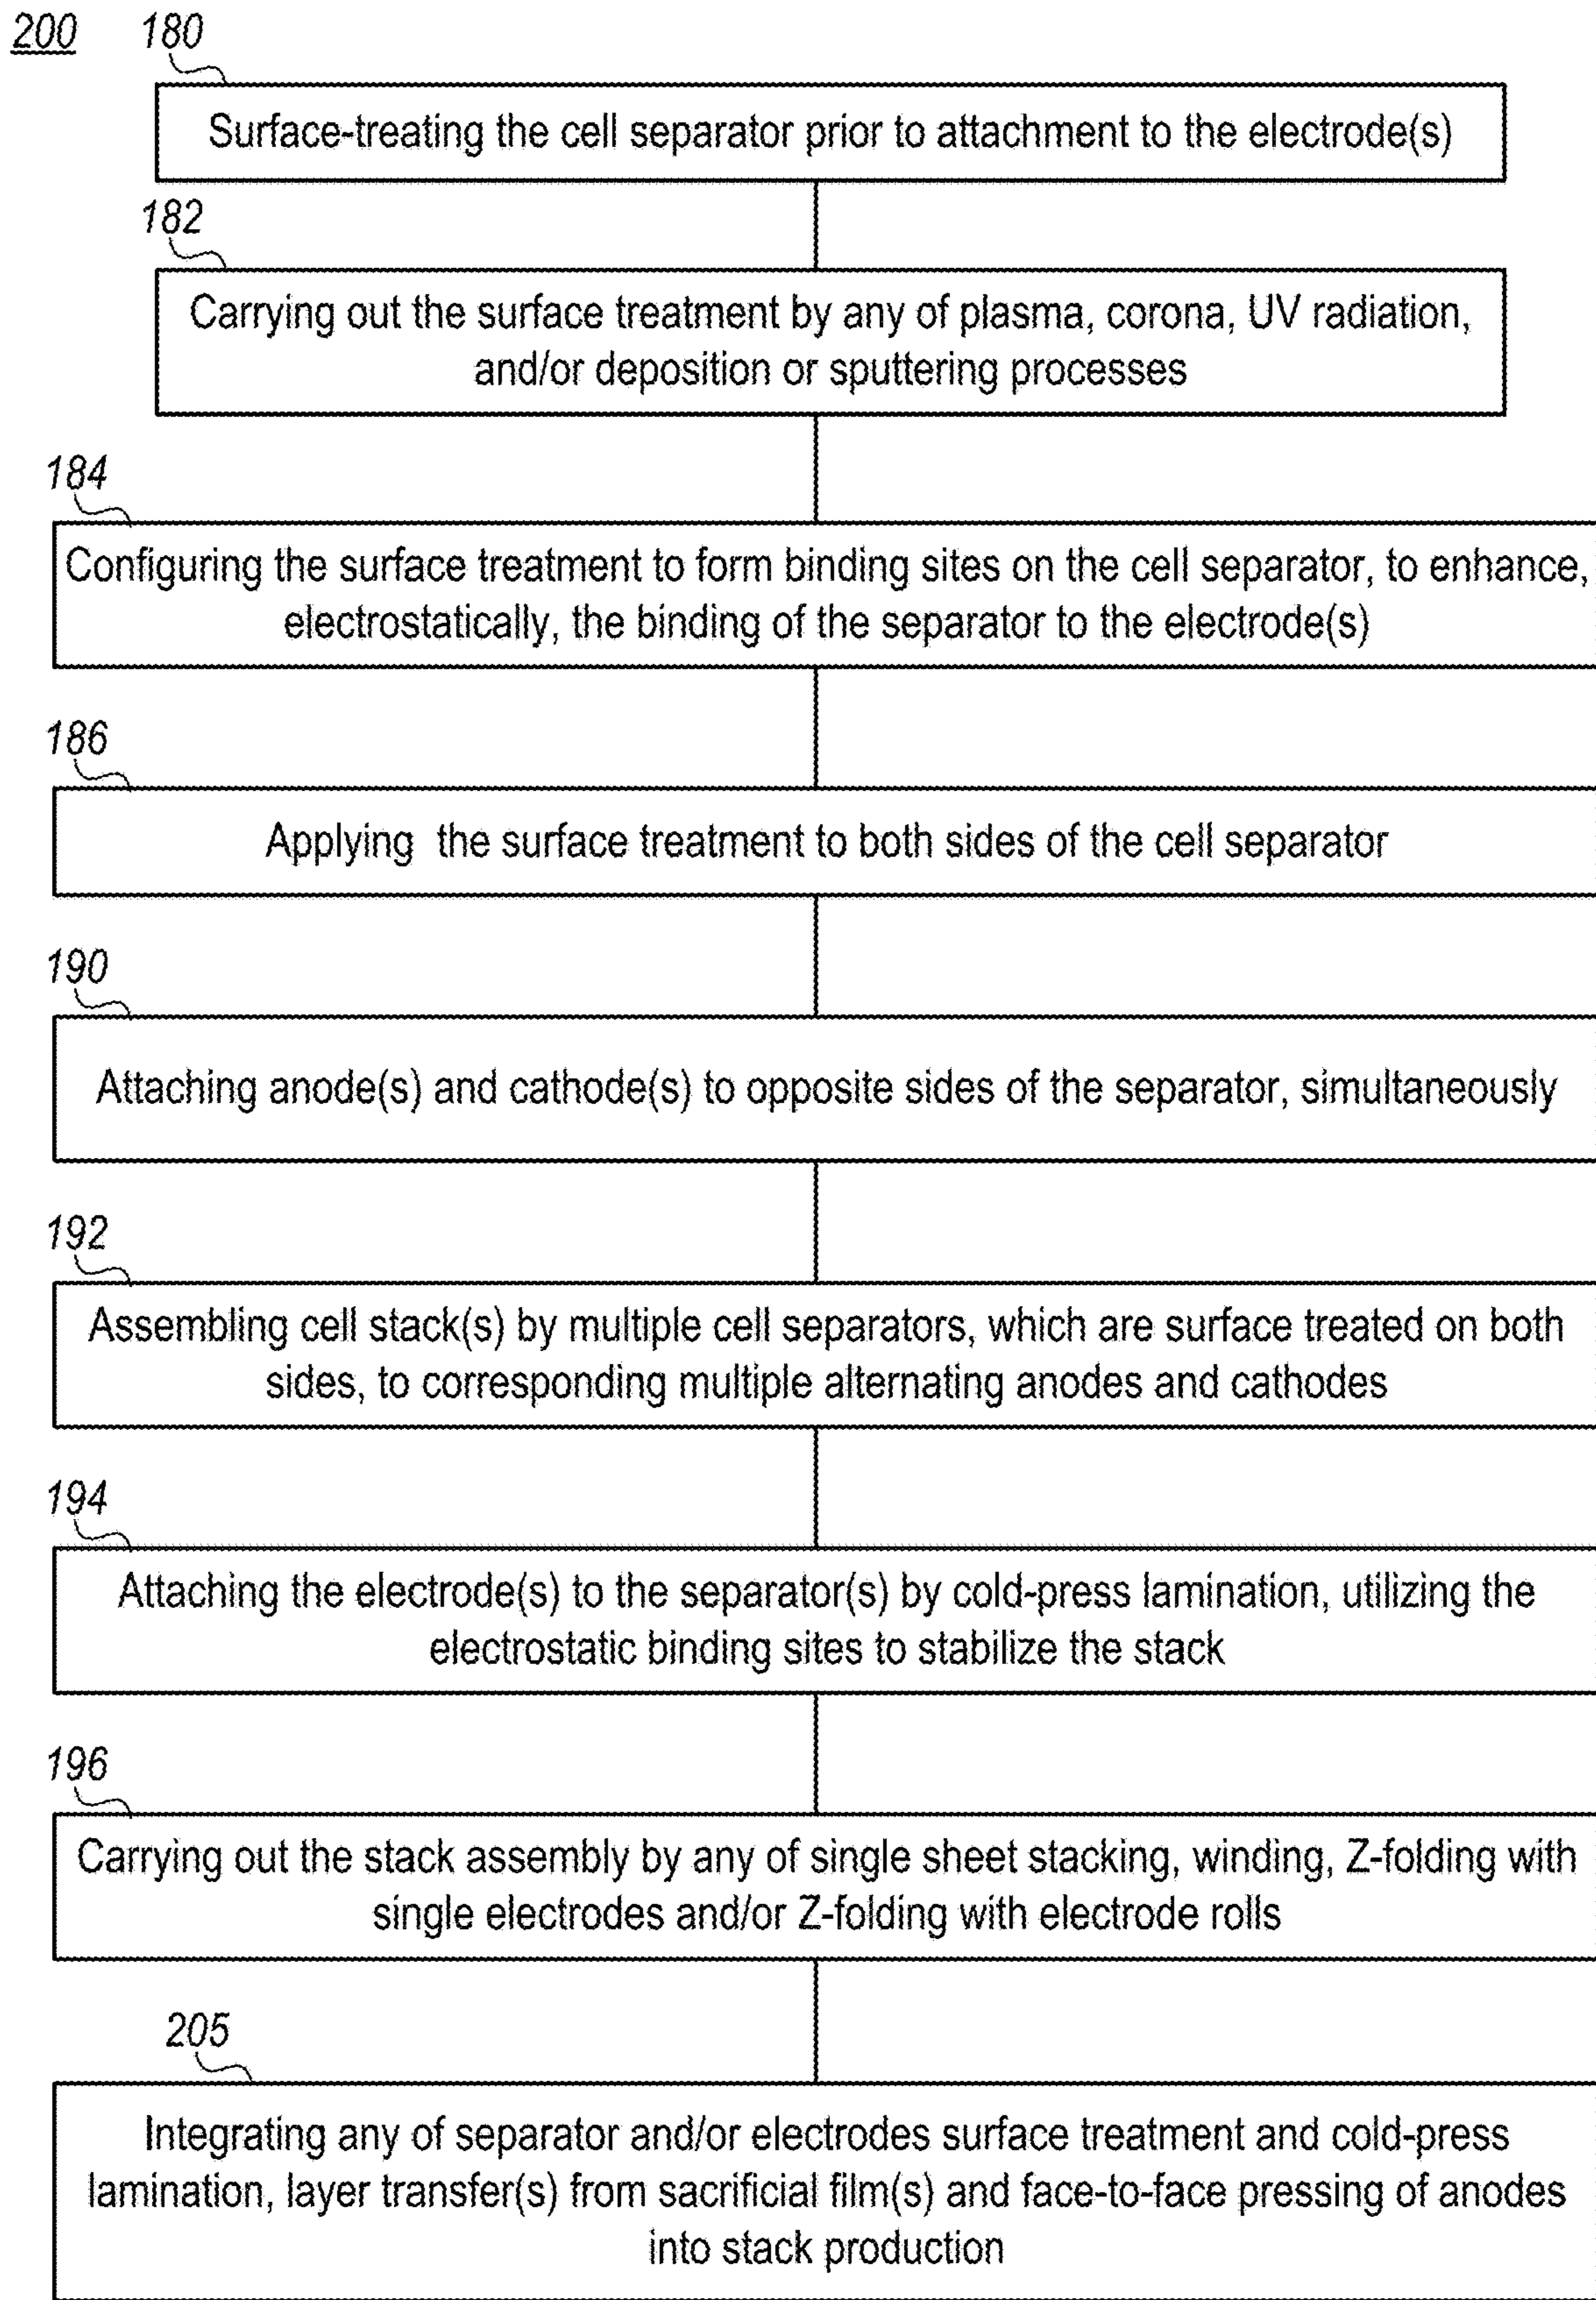 200
180
Surface-treating the cell separator prior to attachment to the electrode(s)
182
Carrying out the surface treatment by any of plasma, corona, UV radiation,
and/or deposition or sputtering processes
184
Configuring the surface treatment to form binding sites on the cell separator, to enhance,
electrostatically, the binding of the separator to the electrode(s)
186
Applying the surface treatment to both sides of the cell separator
190
Attaching anode(s) and cathode(s) to opposite sides of the separator, simultaneously
192
Assembling cell stack(s) by multiple cell separators, which are surface treated on both
sides, to corresponding multiple alternating anodes and cathodes
194
Attaching the electrode(s) to the separator(s) by cold-press lamination, utilizing the
electrostatic binding sites to stabilize the stack
196
Carrying out the stack assembly by any of single sheet stacking, winding, Z-folding with
single electrodes and/or Z-folding with electrode rolls
205
Integrating any of separator and/or electrodes surface treatment and cold-press
lamination, layer transfer(s) from sacrificial film(s) and face-to-face pressing of anodes
into stack production